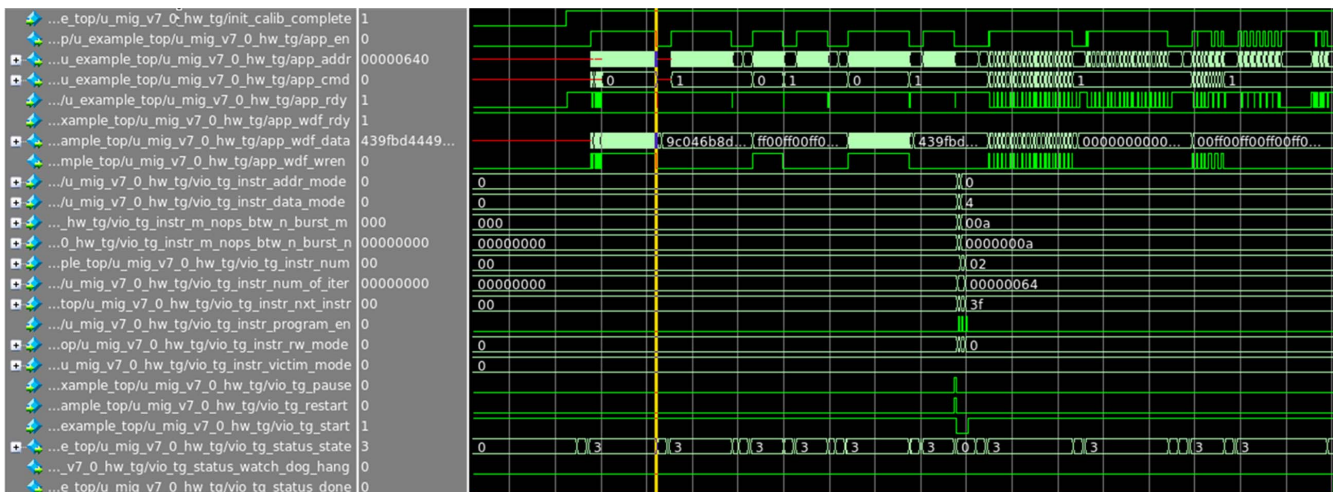 ...e_top/u_mig_v7_0_hw_tg/init_calib_complete 1
...p/u_example_top/u_mig_v7_0_hw_tg/app_en 0
...u_example_top/u_mig_v7_0_hw_tg/app_addr 00000640
...u_example_top/u_mig_v7_0_hw_tg/app_cmd 0 0 1 0 1 0 1 1 1
.../u_example_top/u_mig_v7_0_hw_tg/app_rdy 1
...xample_top/u_mig_v7_0_hw_tg/app_wdf_rdy 1
...ample_top/u_mig_v7_0_hw_tg/app_wdf_data 439fbd4449... 9c046b8d... ff00ff00ff0... 439fbd... 0000000000... 00ff00ff00ff00ff0...
...mple_top/u_mig_v7_0_hw_tg/app_wdf_wren 0
.../u_mig_v7_0_hw_tg/vio_tg_instr_addr_mode 0 0 0
.../u_mig_v7_0_hw_tg/vio_tg_instr_data_mode 0 0 4
..._hw_tg/vio_tg_instr_m_nops_btw_n_burst_m 000 000 00a
...0_hw_tg/vio_tg_instr_m_nops_btw_n_burst_n 00000000 00000000 0000000a
...ple_top/u_mig_v7_0_hw_tg/vio_tg_instr_num 00 00 02
.../u_mig_v7_0_hw_tg/vio_tg_instr_num_of_iter 00000000 00000000 00000064
...top/u_mig_v7_0_hw_tg/vio_tg_instr_nxt_instr 00 00 3f
.../u_mig_v7_0_hw_tg/vio_tg_instr_program_en 0
...op/u_mig_v7_0_hw_tg/vio_tg_instr_rw_mode 0 0 0
...u_mig_v7_0_hw_tg/vio_tg_instr_victim_mode 0 0
...xample_top/u_mig_v7_0_hw_tg/vio_tg_pause 0
...ample_top/u_mig_v7_0_hw_tg/vio_tg_restart 0
...example_top/u_mig_v7_0_hw_tg/vio_tg_start 1
...e_top/u_mig_v7_0_hw_tg/vio_tg_status_state 3 0 3 3 3 3 3 3 0 3 3 3 3
..._v7_0_hw_tg/vio_tg_status_watch_dog_hang 0
...e_top/u_mig_v7_0_hw_tg/vio_tg_status_done 0